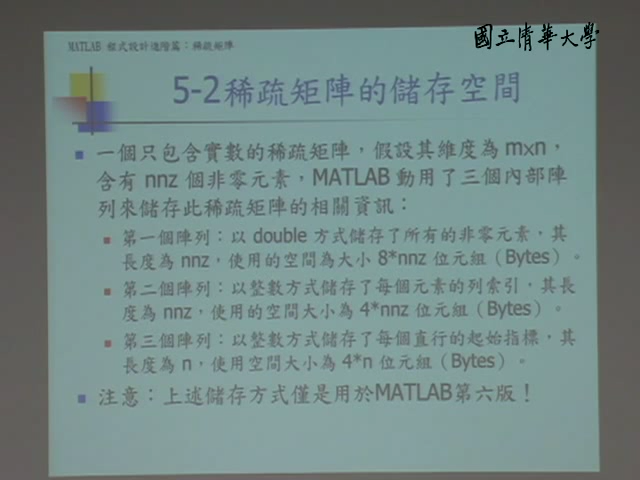 MATLAB 程式設計進階篇：稀疏矩陣
國立清華大學
5-2稀疏矩陣的儲存空間
一個只包含實數的稀疏矩陣，假設其維度為 m×n，
含有 nnz 個非零元素，MATLAB 動用了三個內部陣
列來儲存此稀疏矩陣的相關資訊：
第一個陣列：以 double 方式儲存了所有的非零元素，其
長度為 nnz，使用的空間為大小 8*nnz 位元組（Bytes）。
第二個陣列：以整數方式儲存了每個元素的列索引，其長
度為 nnz，使用的空間大小為 4*nnz 位元組（Bytes）。
第三個陣列：以整數方式儲存了每個直行的起始指標，其
長度為 n，使用空間大小為 4*n 位元組（Bytes）。
注意：上述儲存方式僅是用於MATLAB第六版！